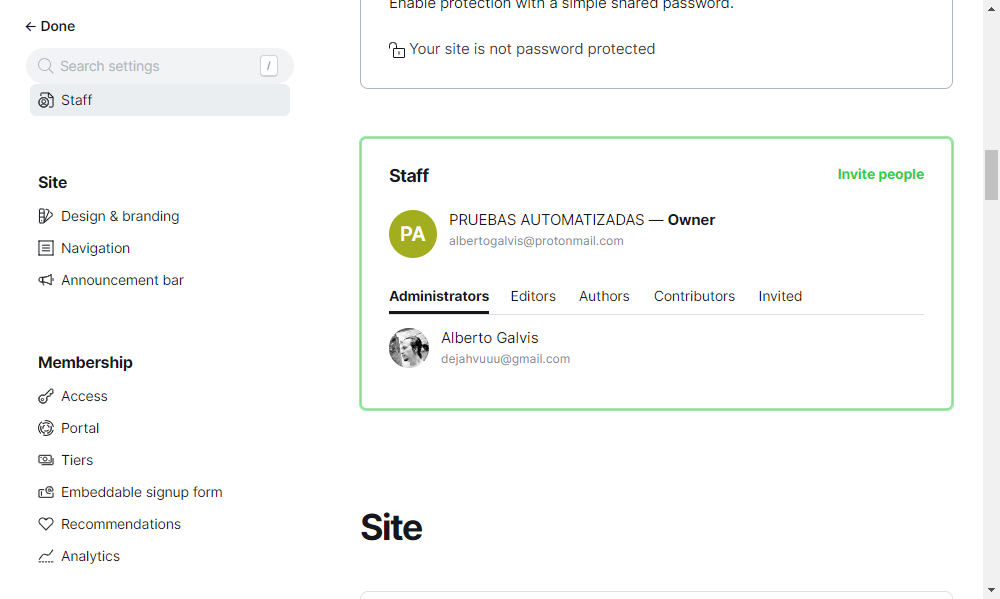 ← Done
Search settings /
Staff
Site
Design & branding
Navigation
Announcement bar
Membership
Access
Portal
Tiers
Embeddable signup form
Recommendations
Analytics
Enable protection with a simple shared password.
Your site is not password protected
Staff
Invite people
PA
PRUEBAS AUTOMATIZADAS — Owner
albertogalvis@protonmail.com
Administrators Editors Authors Contributors Invited
Alberto Galvis
dejahvuuu@gmail.com
Site